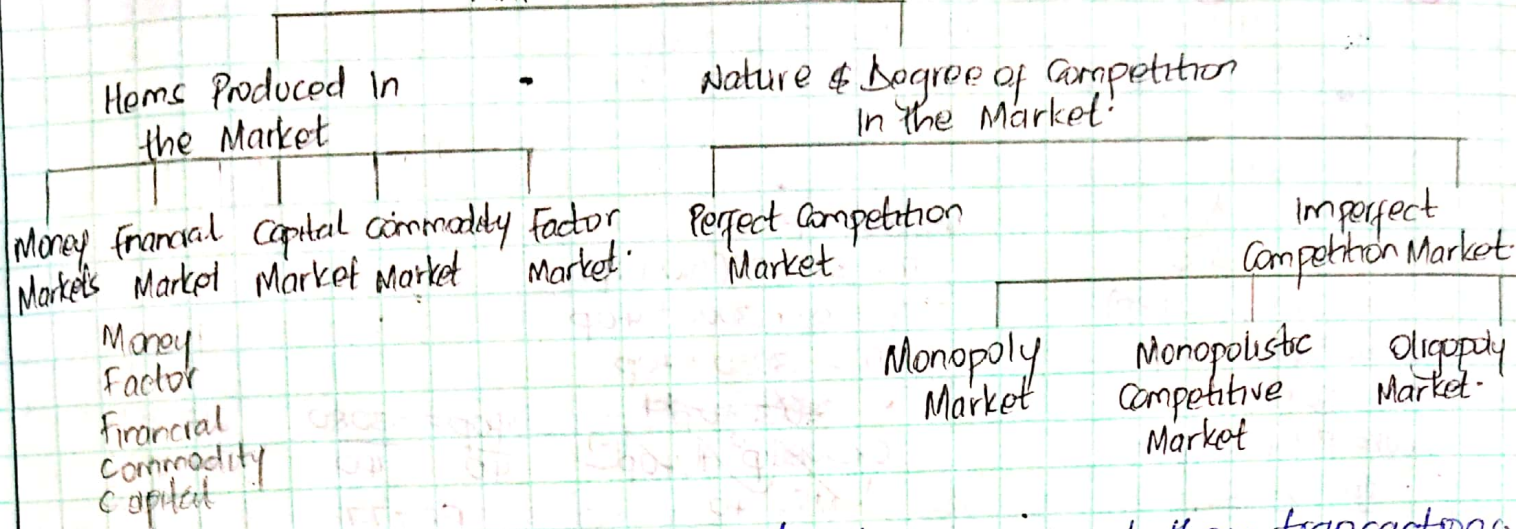 Items Produced In
the Market
Nature & Degree of Competition
In the Market.
Money
Markets
Financial
Market
Capital
Market
Commodity
Market
Factor
Market.
Perfect Competition
Market
Imperfect
Competition Market.
Monopoly
Market
Monopolistic
Competitive
Market
Oligopoly
Market.
Money
Factor
Financial
Commodity
Capital
transactions